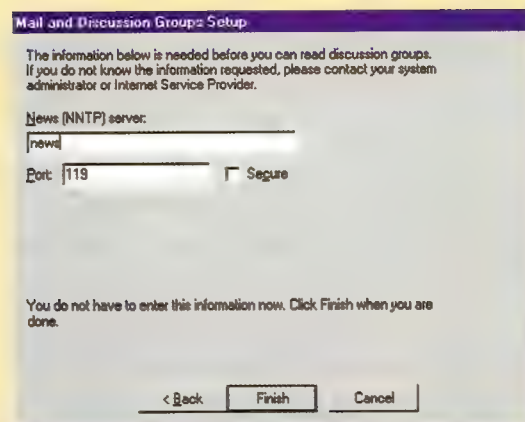 Mail and Discussion Groups Setup
The information below is needed before you can read discussion groups.
If you do not know the information requested, please contact your system
administrator or Internet Service Provider.
News (NNTP) server:
news
Port: 119 Secure
You do not have to enter this information now. Click Finish when you are
done.
< Back Finish Cancel